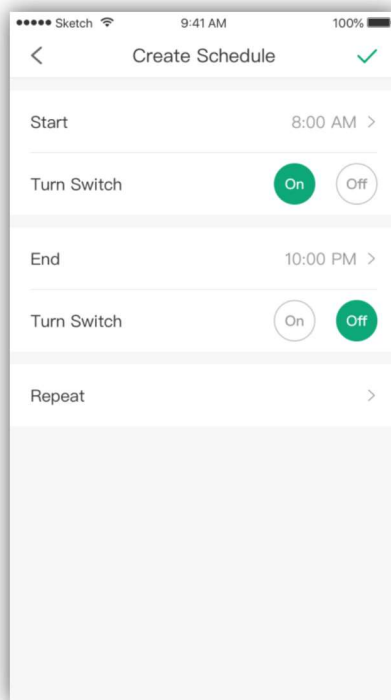 Sketch 9:41 AM 100%
Create Schedule
Start 8:00 AM
Turn Switch On Off
End 10:00 PM
Turn Switch On Off
Repeat